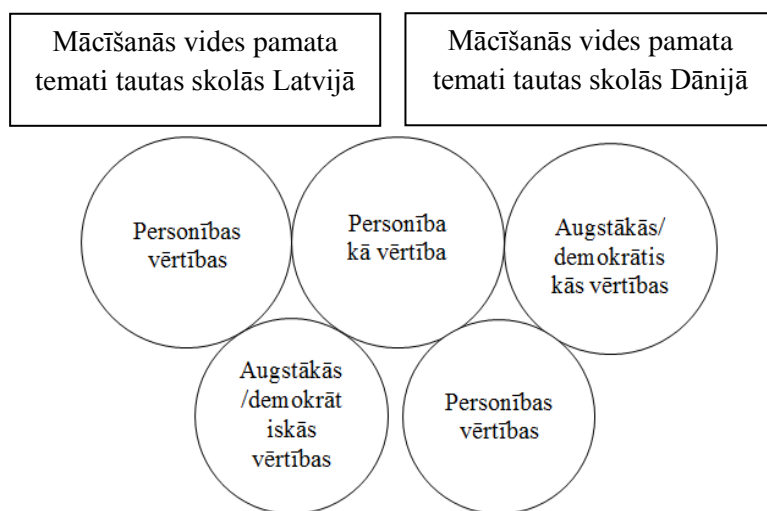 Mācīšanās vides pamata
temati tautas skolās Latvijā
Mācīšanās vides pamata
temati tautas skolās Dānijā
Personības
vērtības
Personība
kā vērtība
Augstākās/
demokrātis
kās vērtības
Augstākās
/demokrāt
iskās
vērtības
Personības
vērtības